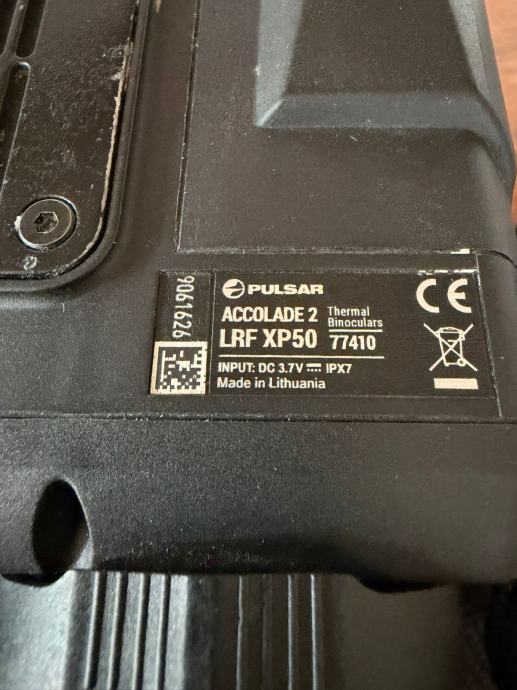 PULSAR
ACCOLADE 2
LRF XP50
Thermal
Binoculars
77410
INPUT: DC 3.7V ⎓ IPX7
Made in Lithuania
CE
9061626